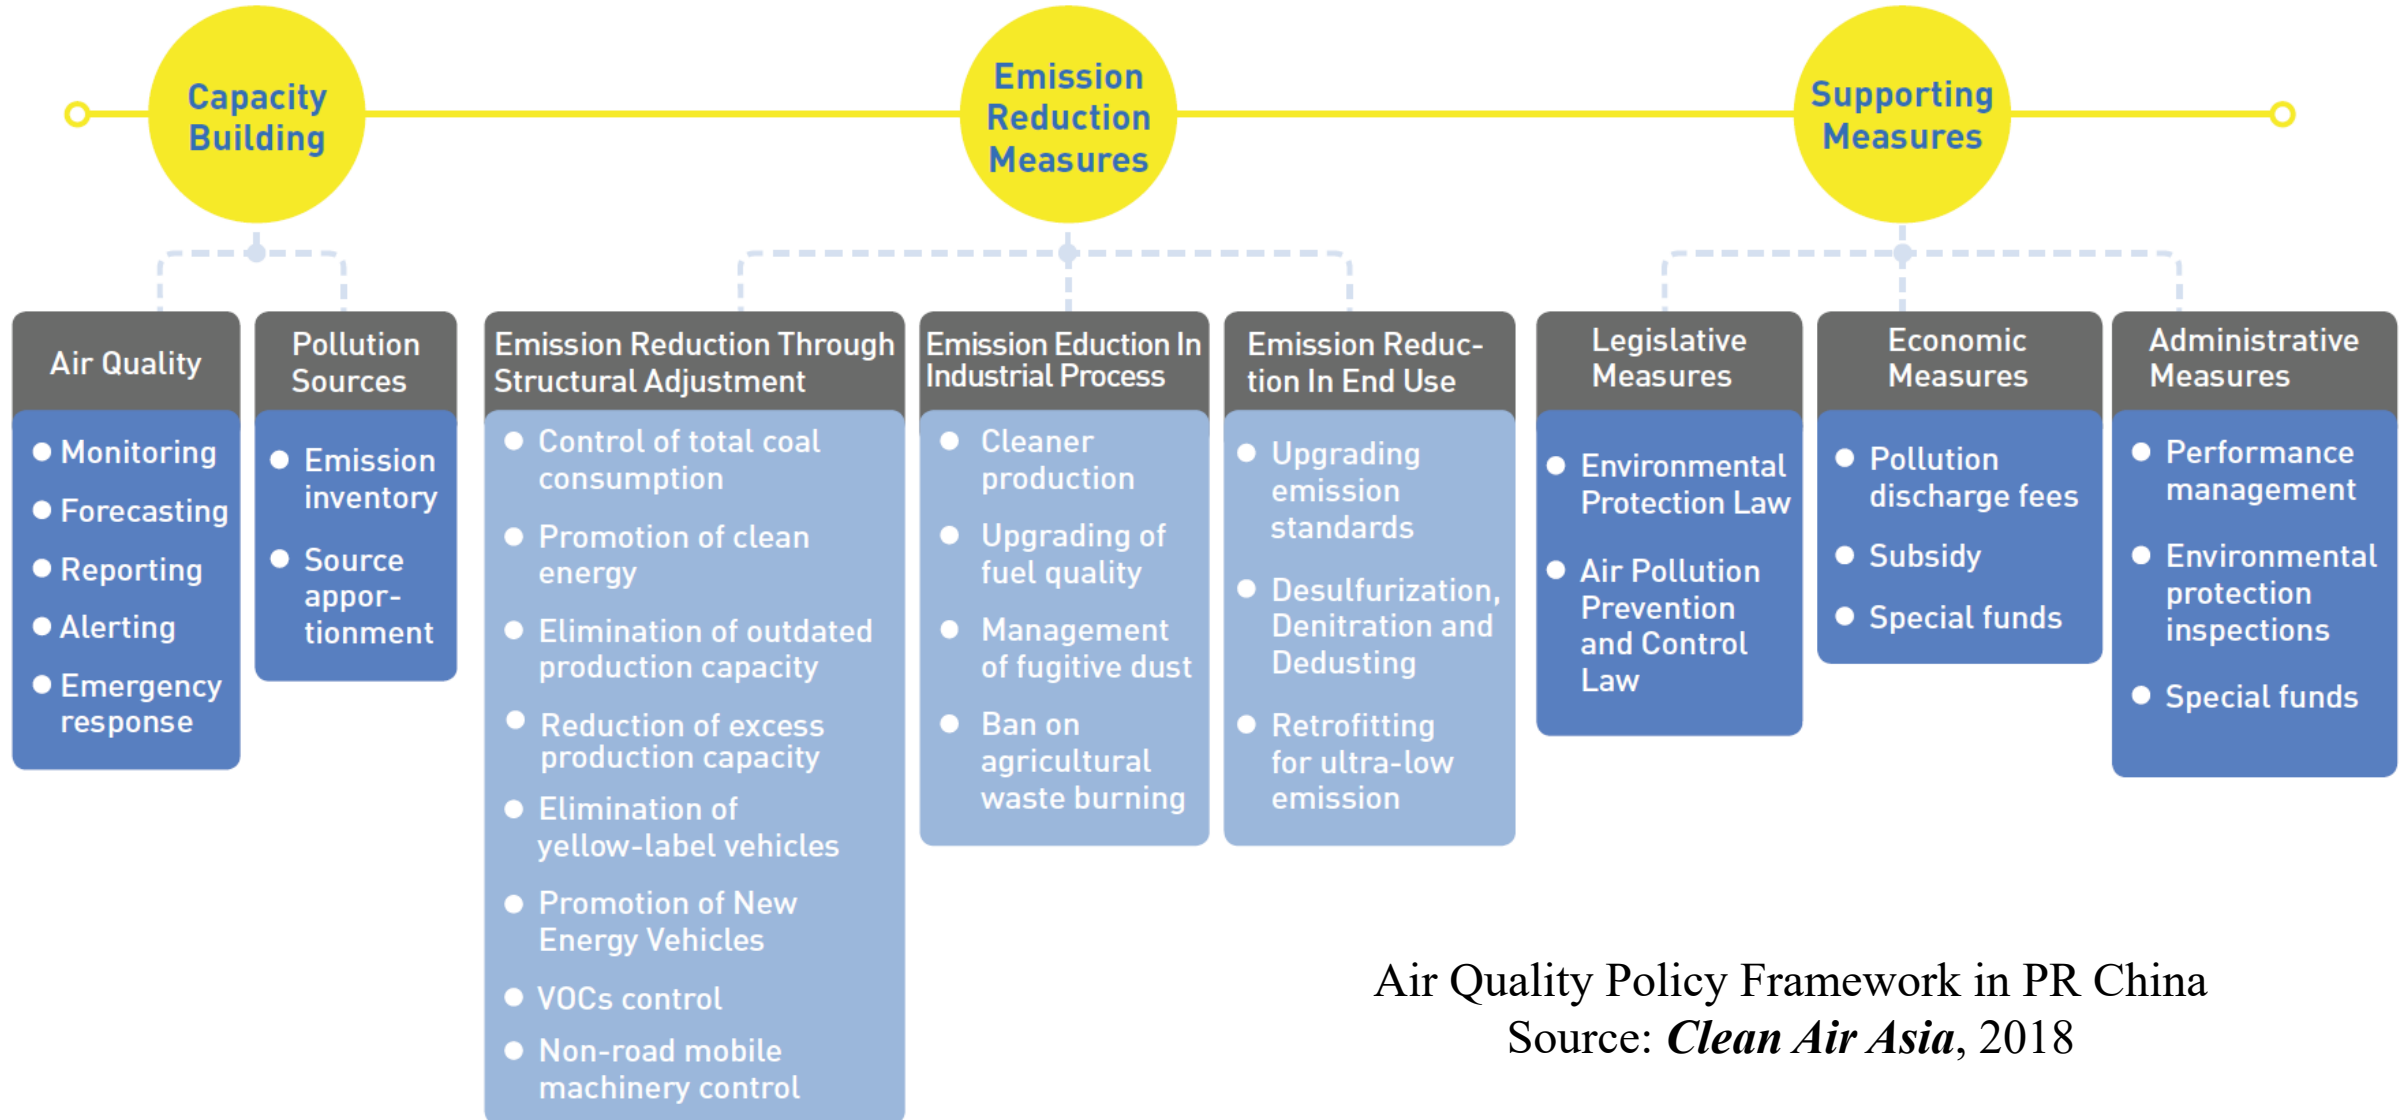 Capacity
Building
Emission
Reduction
Measures
Supporting
Measures
Air Quality
Monitoring
Forecasting
Reporting
Alerting
Emergency
response
Pollution
Sources
Emission
inventory
Source
appor-
tionment
Emission Reduction Through
Structural Adjustment
Control of total coal
consumption
Promotion of clean
energy
Elimination of outdated
production capacity
Reduction of excess
production capacity
Elimination of
yellow-label vehicles
Promotion of New
Energy Vehicles
VOCs control
Non-road mobile
machinery control
Emission Eduction In
Industrial Process
Cleaner
production
Upgrading of
fuel quality
Management
of fugitive dust
Ban on
agricultural
waste burning
Emission Reduc-
tion In End Use
Upgrading
emission
standards
Desulfurization,
Denitration and
Dedusting
Retrofitting
for ultra-low
emission
Legislative
Measures
Environmental
Protection Law
Air Pollution
Prevention
and Control
Law
Economic
Measures
Pollution
discharge fees
Subsidy
Special funds
Administrative
Measures
Performance
management
Environmental
protection
inspections
Special funds
Air Quality Policy Framework in PR China
Source: Clean Air Asia, 2018